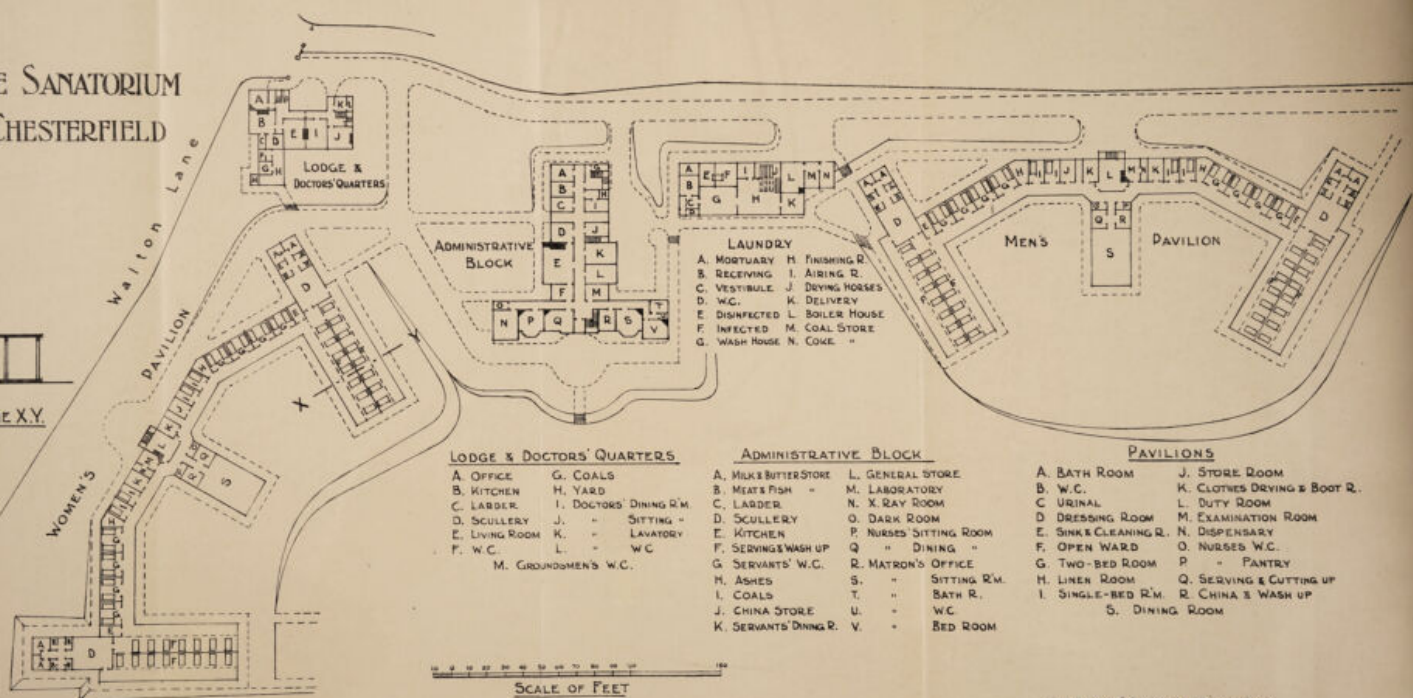 E SANATORIUM
CHESTERFIELD
Walton Lane
LODGE &
DOCTORS' QUARTERS
ADMINISTRATIVE
BLOCK
MEN'S PAVILION
WOMEN'S PAVILION
X
Y
E X.Y.
LAUNDRY
A. MORTUARY H. FINISHING R.
B. RECEIVING I. AIRING R.
C. VESTIBULE J. DRYING HORSES
D. W.C. K. DELIVERY
E DISINFECTED L. BOILER HOUSE
F. INFECTED M. COAL STORE
G. WASH HOUSE N. COKE "
LODGE & DOCTORS' QUARTERS
A. OFFICE G. COALS
B. KITCHEN H. YARD
C. LARDER I. DOCTORS' DINING R'M.
D. SCULLERY J. " SITTING "
E. LIVING ROOM K. " LAVATORY
F. W.C. L. " W.C
M. GROUNDSMEN'S W.C.
ADMINISTRATIVE BLOCK
A. MILK & BUTTER STORE L. GENERAL STORE
B. MEAT & FISH " M. LABORATORY
C. LARDER N. X.RAY ROOM
D. SCULLERY O. DARK ROOM
E. KITCHEN P. NURSES' SITTING ROOM
F. SERVING & WASH UP Q " DINING "
G SERVANTS' W.C. R. MATRON'S OFFICE
H. ASHES S. " SITTING R'M.
I. COALS T. " BATH R.
J. CHINA STORE U. " W.C.
K. SERVANTS' DINING R. V. " BED ROOM
PAVILIONS
A. BATH ROOM J. STORE ROOM
B. W.C. K. CLOTHES DRYING & BOOT R.
C URINAL L. DUTY ROOM
D DRESSING ROOM M. EXAMINATION ROOM
E. SINK & CLEANING R. N. DISPENSARY
F. OPEN WARD O. NURSES W.C.
G. TWO-BED ROOM P " PANTRY
H. LINEN ROOM Q. SERVING & CUTTING UP
I. SINGLE-BED R'M. R. CHINA & WASH UP
S. DINING ROOM
SCALE OF FEET